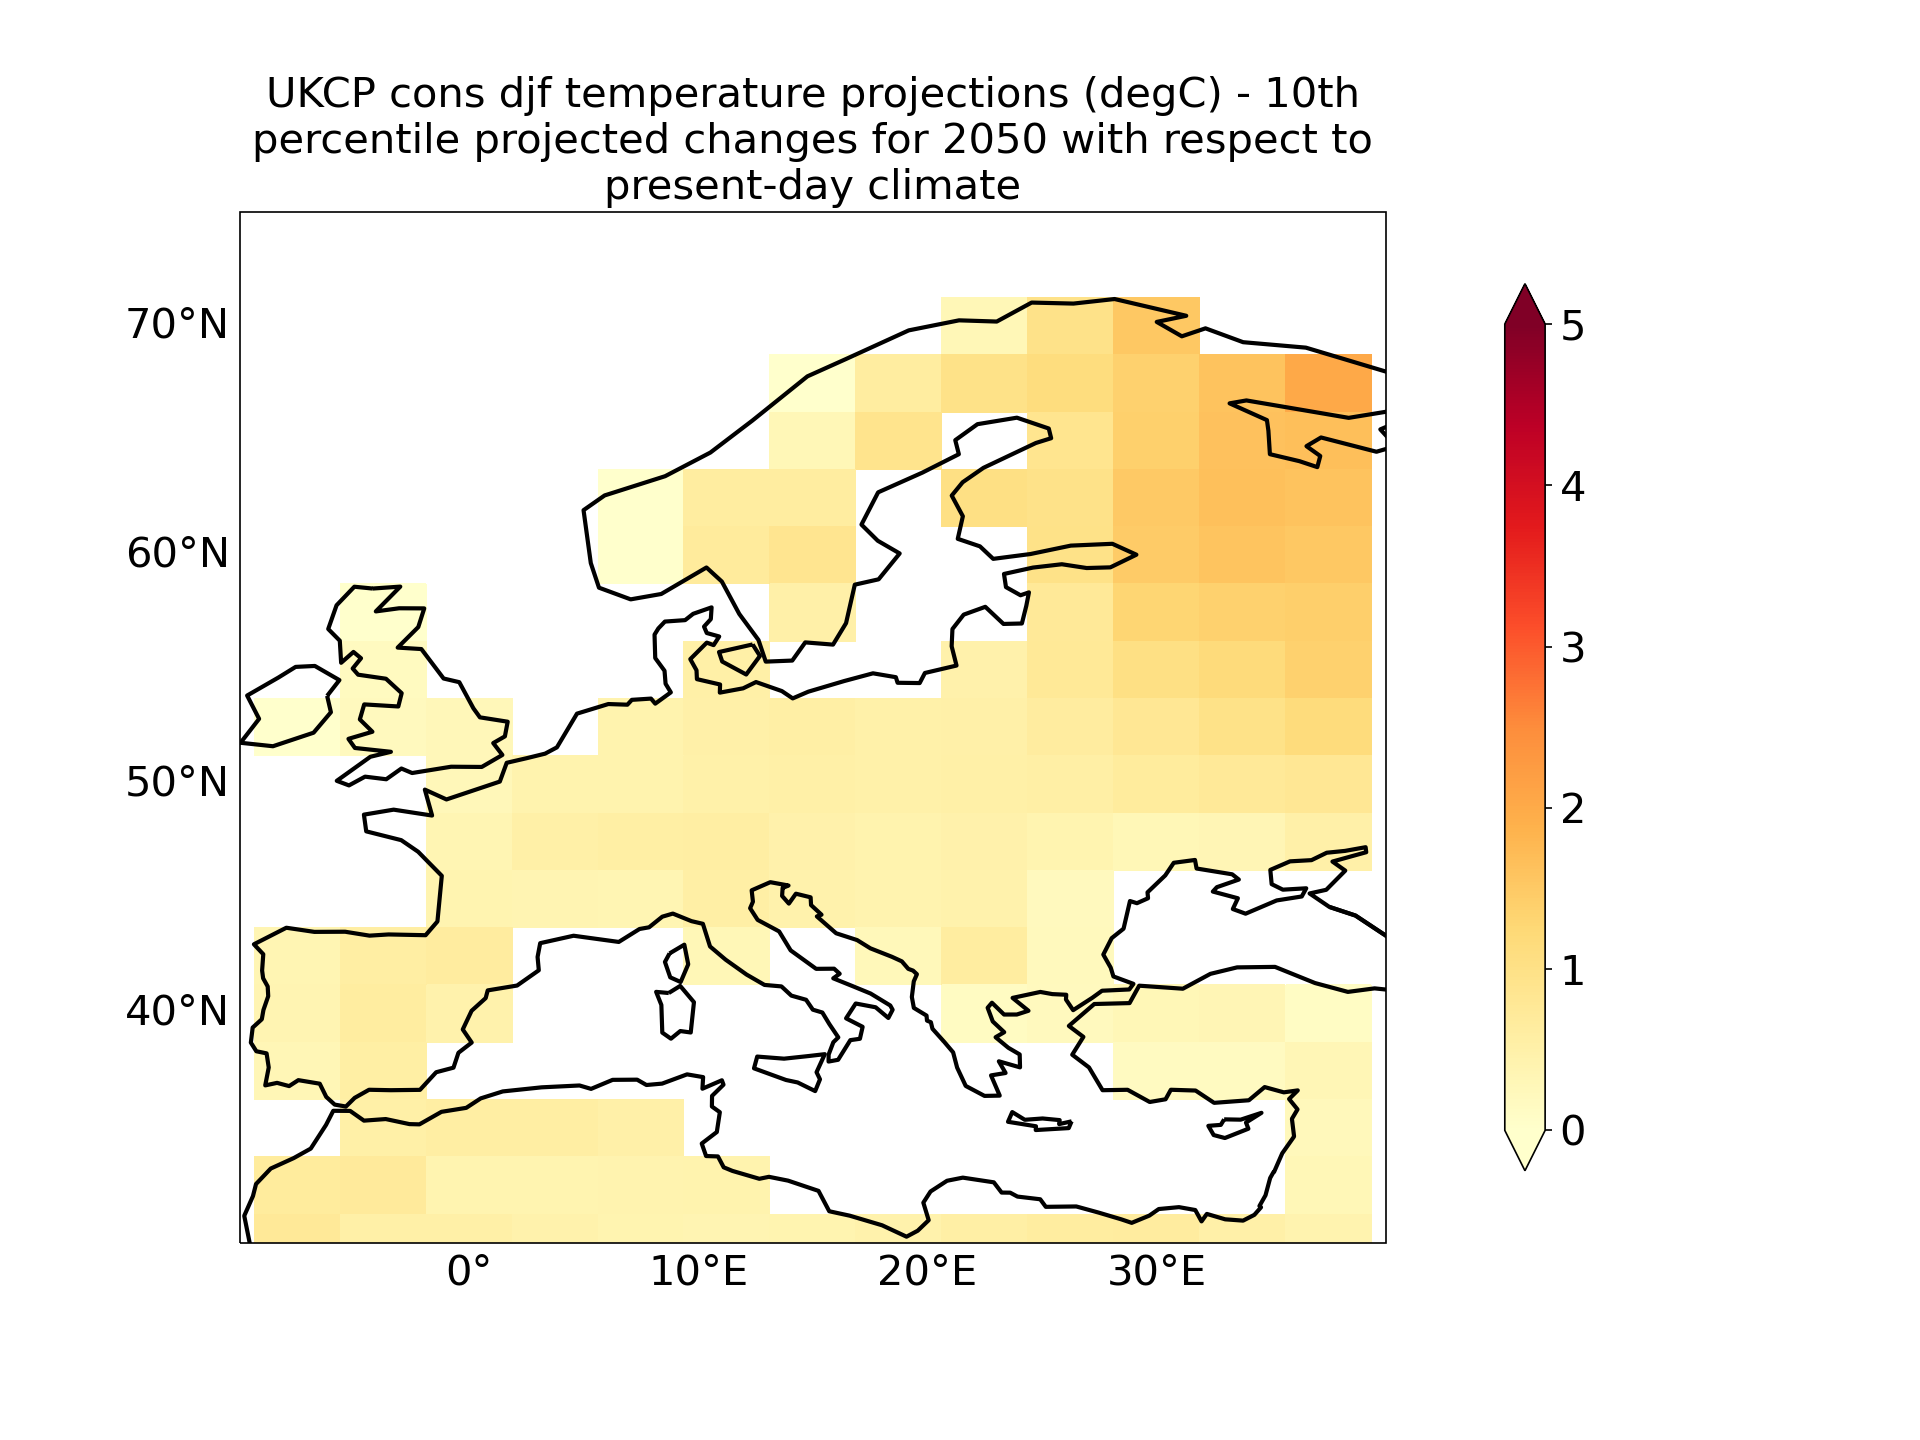 UKCP cons djf temperature projections (degC) - 10th
percentile projected changes for 2050 with respect to
present-day climate
70°N
60°N
50°N
40°N
0°
10°E
20°E
30°E
5
4
3
2
1
0